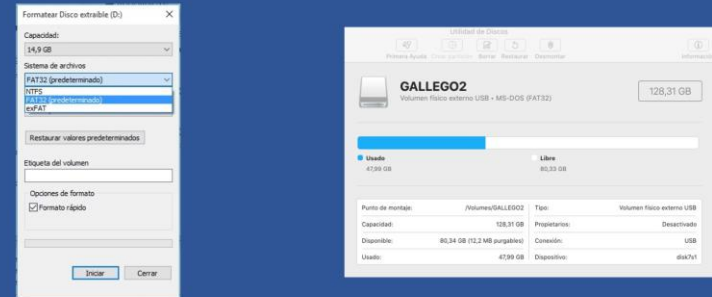 Formatear Disco extraible (D:)
Capacidad:
14,9 GB
Sistema de archivos
FAT32 (predeterminado)
NTFS
FAT32 (predeterminado)
exFAT
Restaurar valores predeterminados
Etiqueta del volumen
Opciones de formato
Formato rápido
Iniciar Cerrar
Utilidad de Discos
Primera Ayuda Borrar Restaurar Desmontar Información
GALLEGO2
Volumen físico externo USB • MS-DOS (FAT32)
128,31 GB
Usado Libre
47,99 GB 80,33 GB
Punto de montaje: /Volumes/GALLEGO2 Tipo: Volumen físico externo USB
Capacidad: 128,31 GB Propietarios: Desactivado
Disponible: 80,34 GB (12,2 MB purgables) Conexión: USB
Usado: 47,99 GB Dispositivo: disk7s1